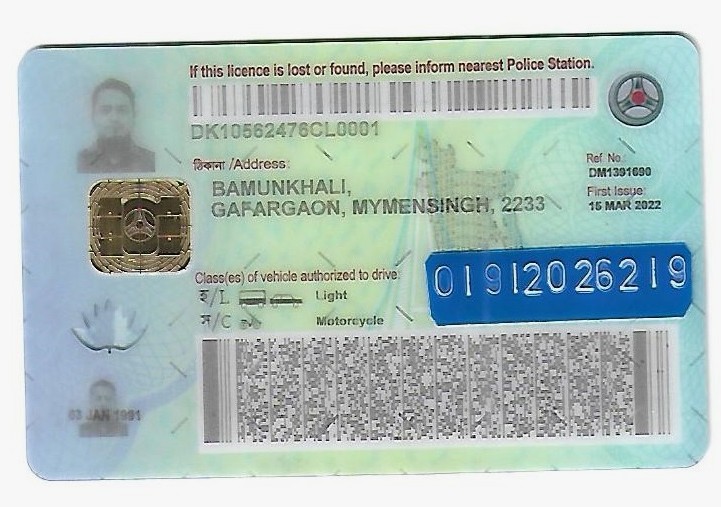 If this licence is lost or found, please inform nearest Police Station.
DK10562476CL0001
ঠিকানা /Address:
BAMUNKHALI,
GAFARGAON, MYMENSINGH, 2233
Ref No.
DM1391690
First Issue:
15 MAR 2022
Class(es) of vehicle authorized to drive:
হ/L Light
ম/C Motorcycle
01912026219
03 JAN 1991